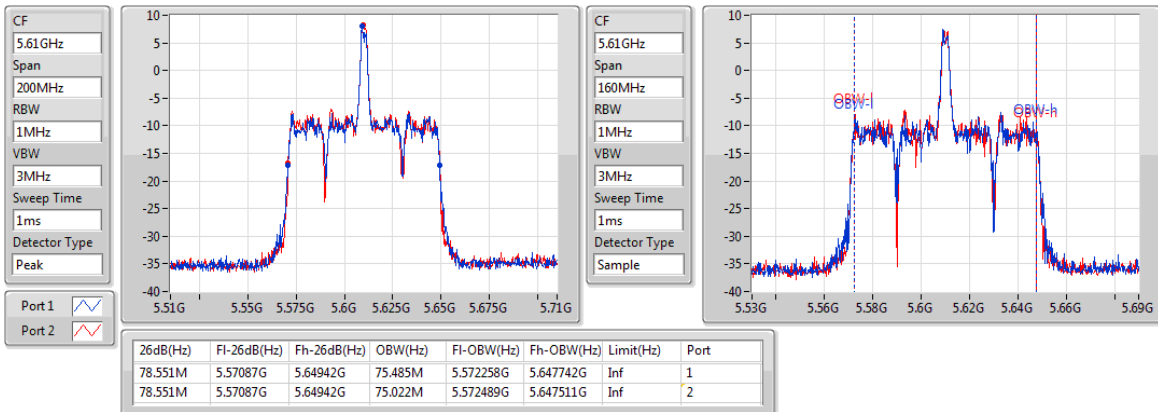 CF
5.61GHz
Span
200MHz
RBW
1MHz
VBW
3MHz
Sweep Time
1ms
Detector Type
Peak
Port 1
Port 2
10
5
0
-5
-10
-15
-20
-25
-30
-35
-40
5.51G 5.55G 5.575G 5.6G 5.625G 5.65G 5.71G
CF
5.61GHz
Span
160MHz
RBW
1MHz
VBW
3MHz
Sweep Time
1ms
Detector Type
Sample
10
5
0
-5
-10
-15
-20
-25
-30
-35
-40
OBW-l
OBW-h
5.53G 5.56G 5.58G 5.6G 5.62G 5.64G 5.66G 5.69G
26dB(Hz) Fl-26dB(Hz) Fh-26dB(Hz) OBW(Hz) Fl-OBW(Hz) Fh-OBW(Hz) Limit(Hz) Port
78.551M 5.57087G 5.64942G 75.485M 5.572258G 5.647742G Inf 1
78.551M 5.57087G 5.64942G 75.022M 5.572489G 5.647511G Inf 2